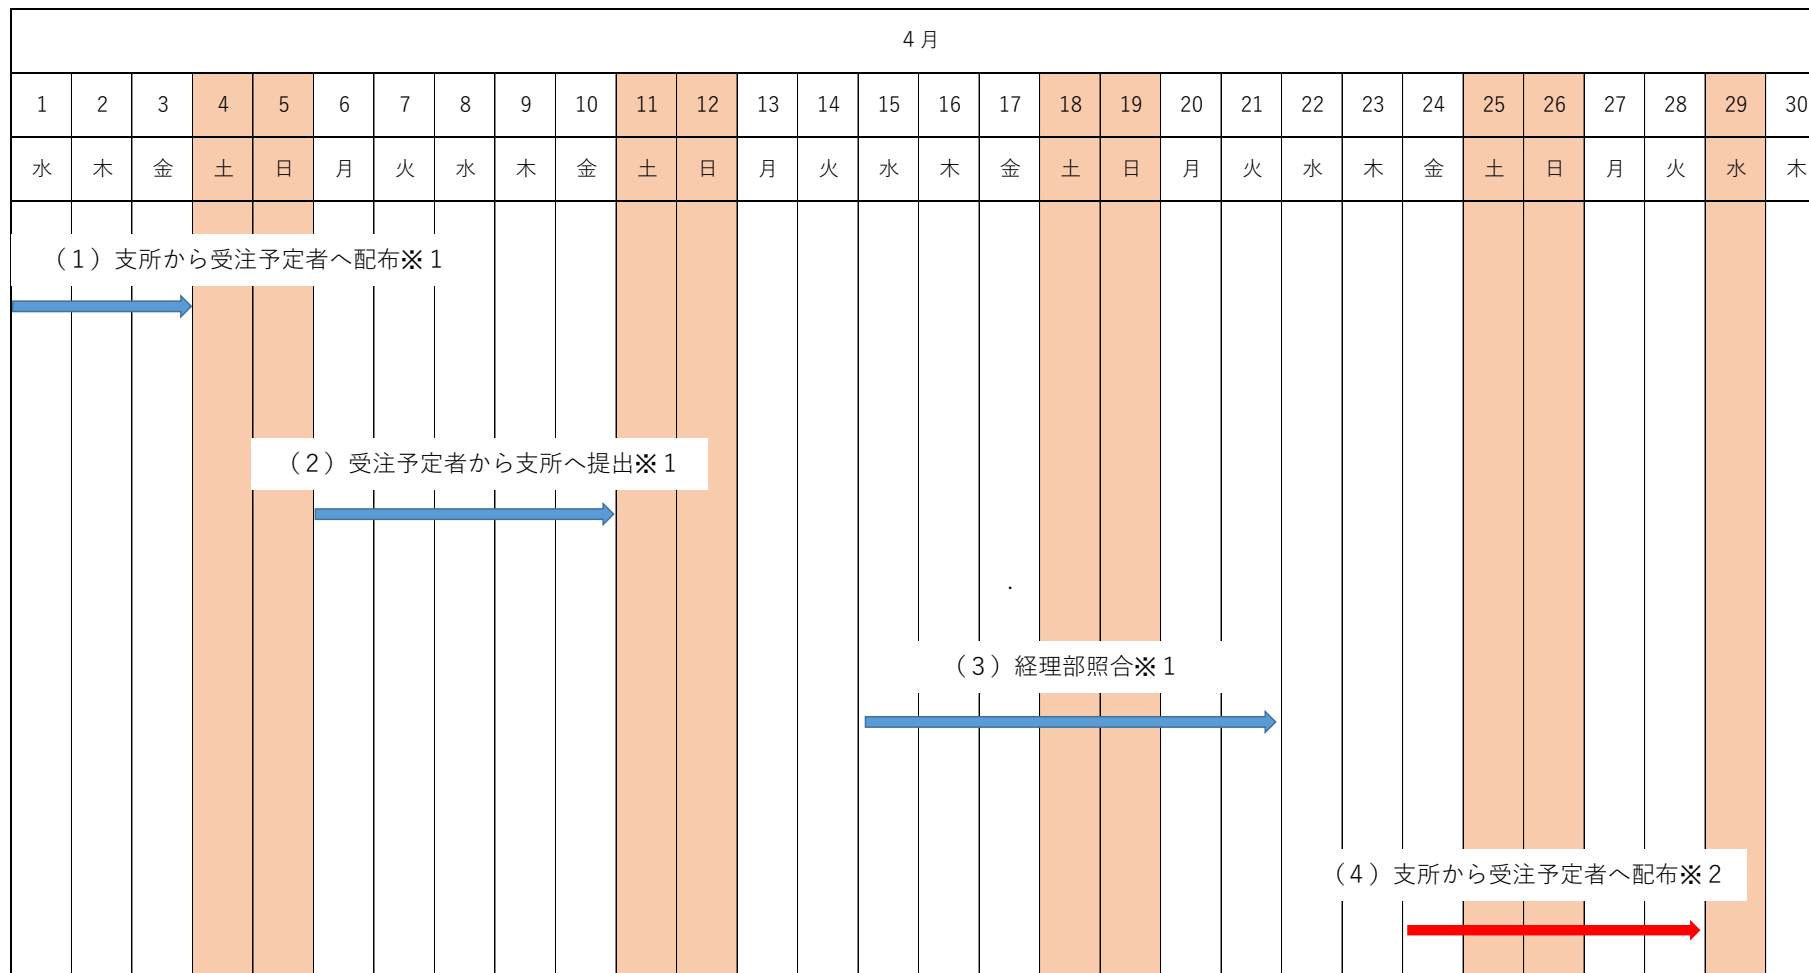 4月
1 2 3 4 5 6 7 8 9 10 11 12 13 14 15 16 17 18 19 20 21 22 23 24 25 26 27 28 29 30
水 木 金 土 日 月 火 水 木 金 土 日 月 火 水 木 金 土 日 月 火 水 木 金 土 日 月 火 水 木
（1）支所から受注予定者へ配布※1
（2）受注予定者から支所へ提出※1
.
（3）経理部照合※1
（4）支所から受注予定者へ配布※2